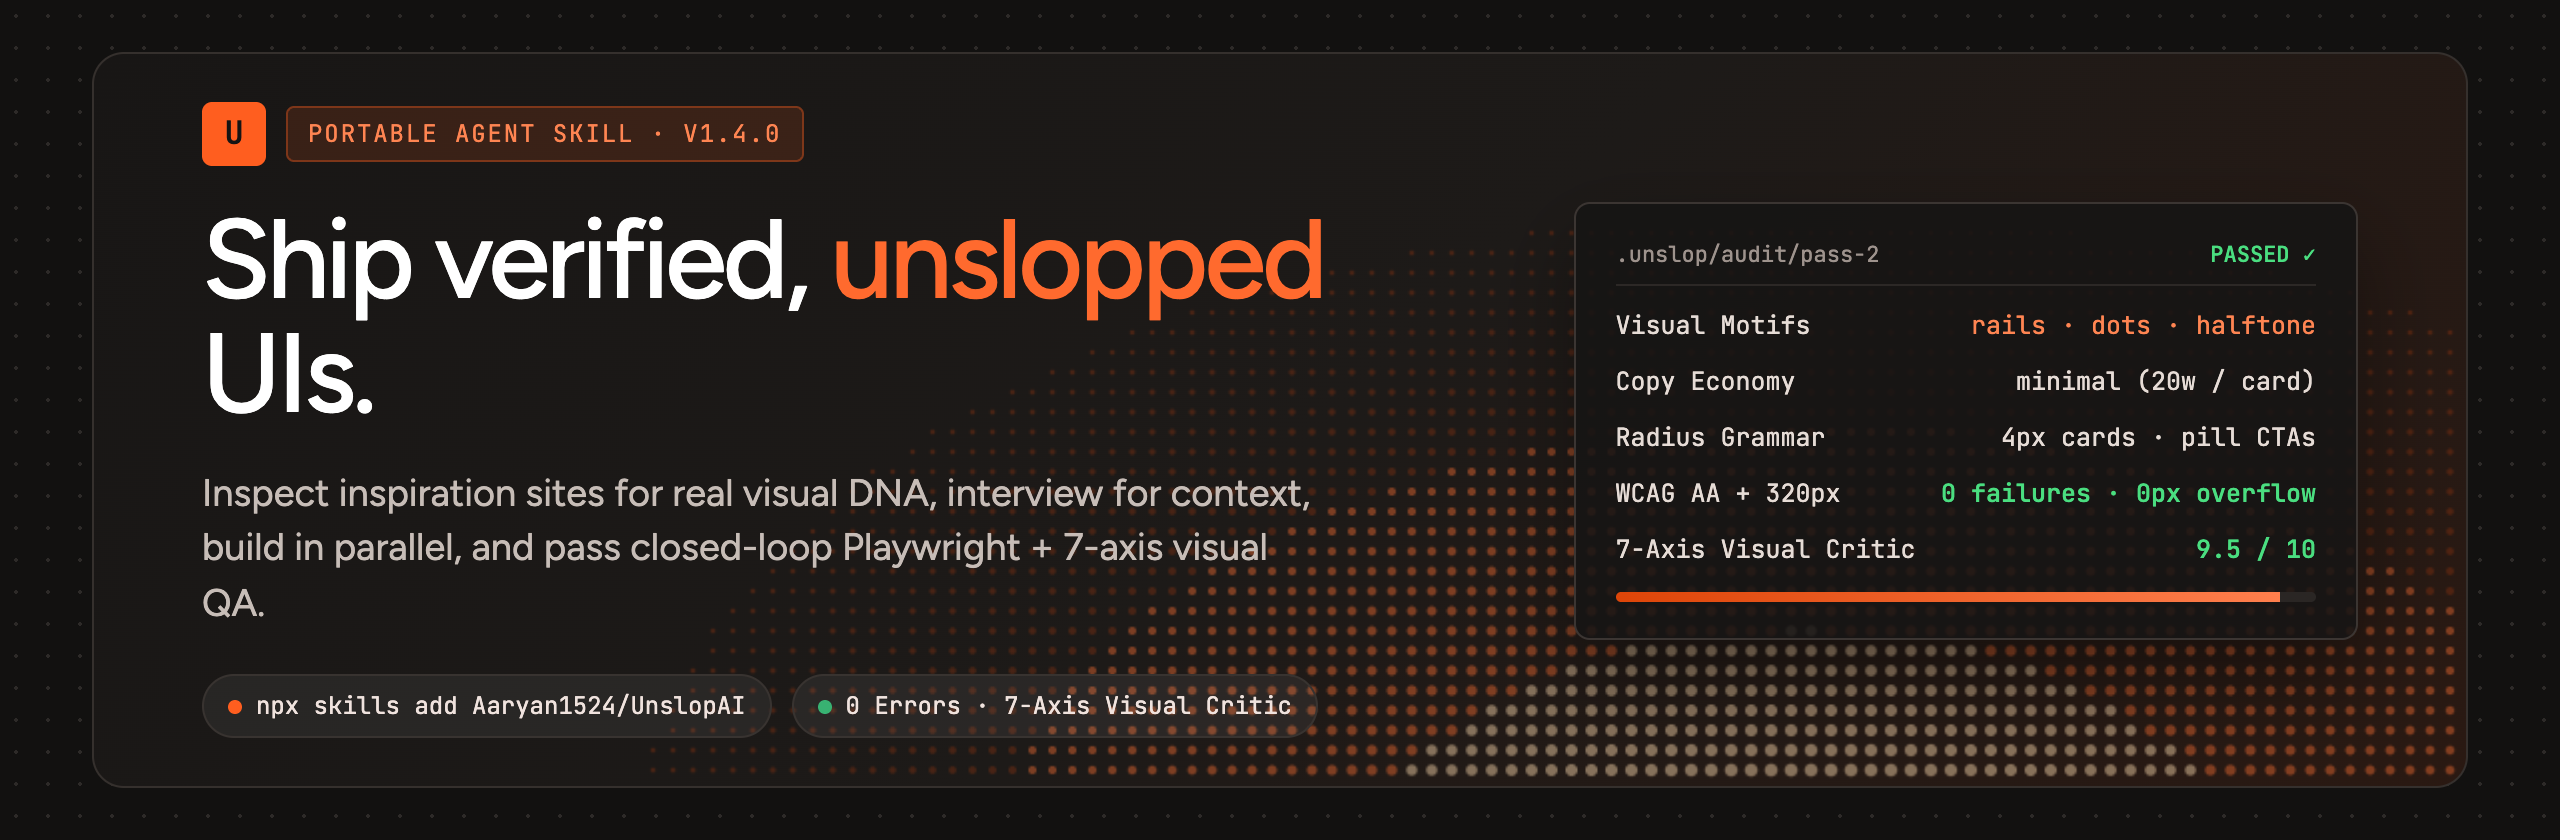 U
PORTABLE AGENT SKILL · V1.4.0
Ship verified, unslopped
UIs.
Inspect inspiration sites for real visual DNA, interview for context,
build in parallel, and pass closed-loop Playwright + 7-axis visual
QA.
npx skills add Aaryan1524/UnslopAI
0 Errors · 7-Axis Visual Critic
.unslop/audit/pass-2 PASSED ✓
Visual Motifs rails · dots · halftone
Copy Economy minimal (20w / card)
Radius Grammar 4px cards · pill CTAs
WCAG AA + 320px 0 failures · 0px overflow
7-Axis Visual Critic 9.5 / 10